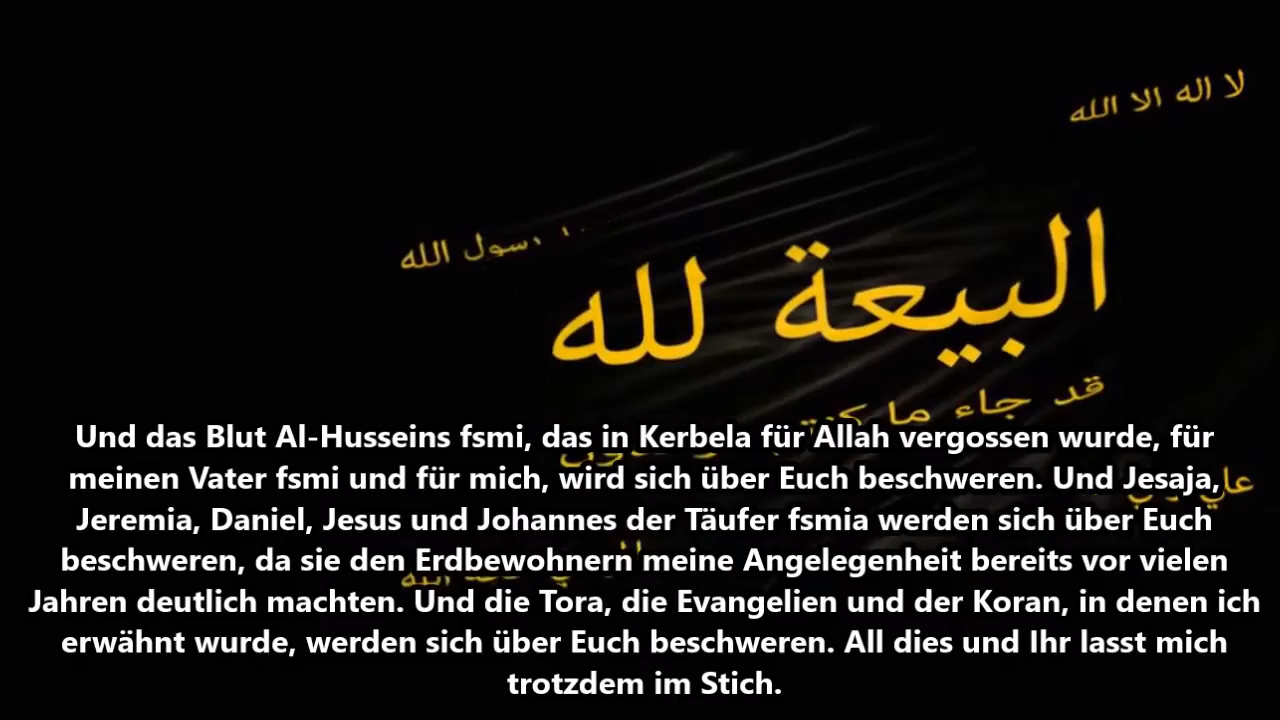 لا اله الا الله
رسول الله
البيعة لله
قد جاء ما
Und das Blut Al-Husseins fsmi, das in Kerbela für Allah vergossen wurde, für
meinen Vater fsmi und für mich, wird sich über Euch beschweren. Und Jesaja,
Jeremia, Daniel, Jesus und Johannes der Täufer fsmia werden sich über Euch
beschweren, da sie den Erdbewohnern meine Angelegenheit bereits vor vielen
Jahren deutlich machten. Und die Tora, die Evangelien und der Koran, in denen ich
erwähnt wurde, werden sich über Euch beschweren. All dies und Ihr lasst mich
trotzdem im Stich.